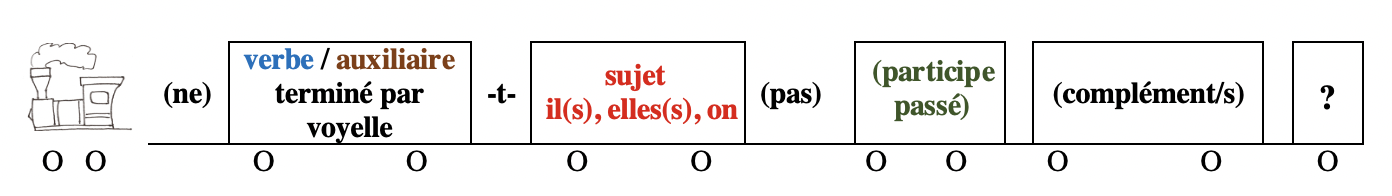 (ne) verbe / auxiliaire terminé par voyelle -t- sujet il(s), elles(s), on (pas) (participe passé) (complément/s) ?
O O O O O O O O O O O